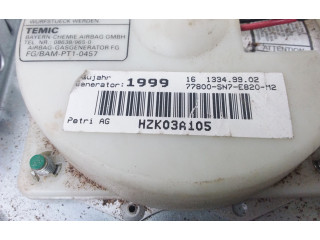 TEMIC
BAYERN CHEMIE AIRBAG GMBH
AIRBAG-GASGENERATOR FG
FG/BAM-PT1-0457
Baujahr 1999 16 1334.99.02
Generator: 77800-SN7-E820-M2
Petri AG HZK03A105